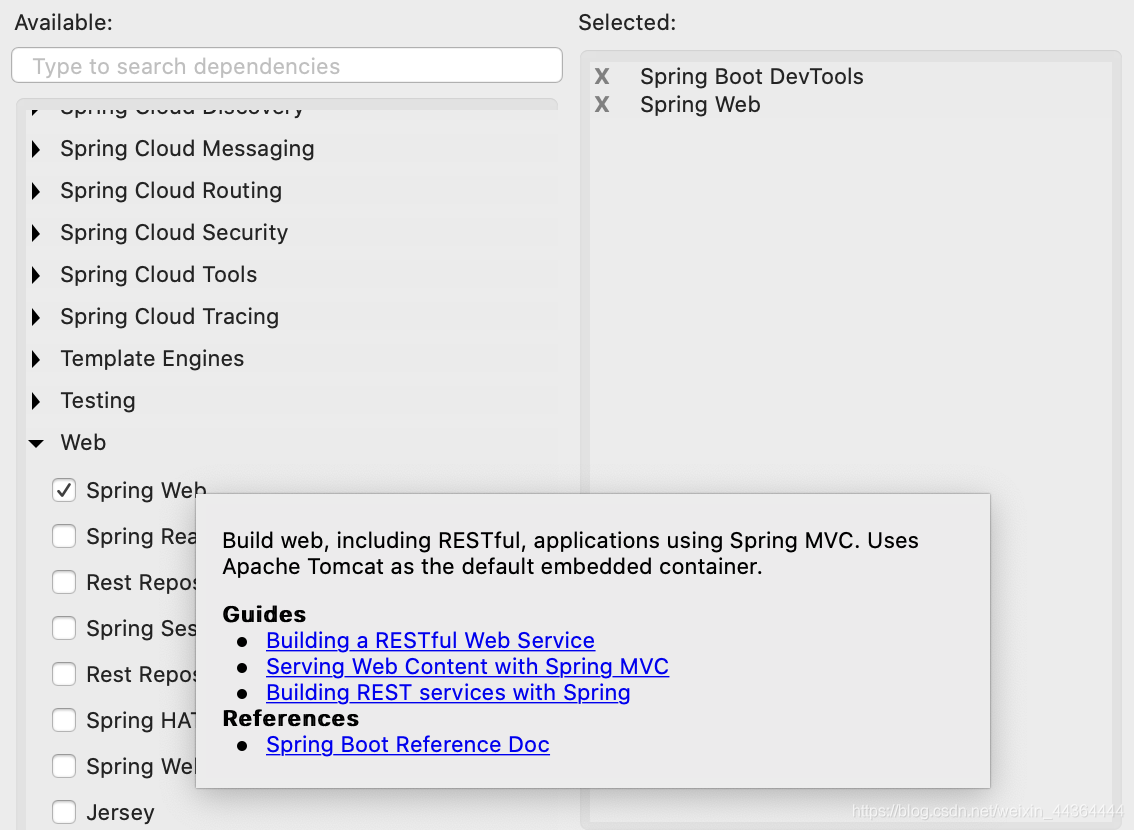 Available:
Type to search dependencies
Spring Cloud Discovery
Spring Cloud Messaging
Spring Cloud Routing
Spring Cloud Security
Spring Cloud Tools
Spring Cloud Tracing
Template Engines
Testing
Web
Spring Web
Spring Rea
Rest Repos
Spring Ses
Rest Repos
Spring HAT
Spring We
Jersey
Selected:
X Spring Boot DevTools
X Spring Web
Build web, including RESTful, applications using Spring MVC. Uses
Apache Tomcat as the default embedded container.
Guides
Building a RESTful Web Service
Serving Web Content with Spring MVC
Building REST services with Spring
References
Spring Boot Reference Doc
https://blog.csdn.net/weixin_44364444